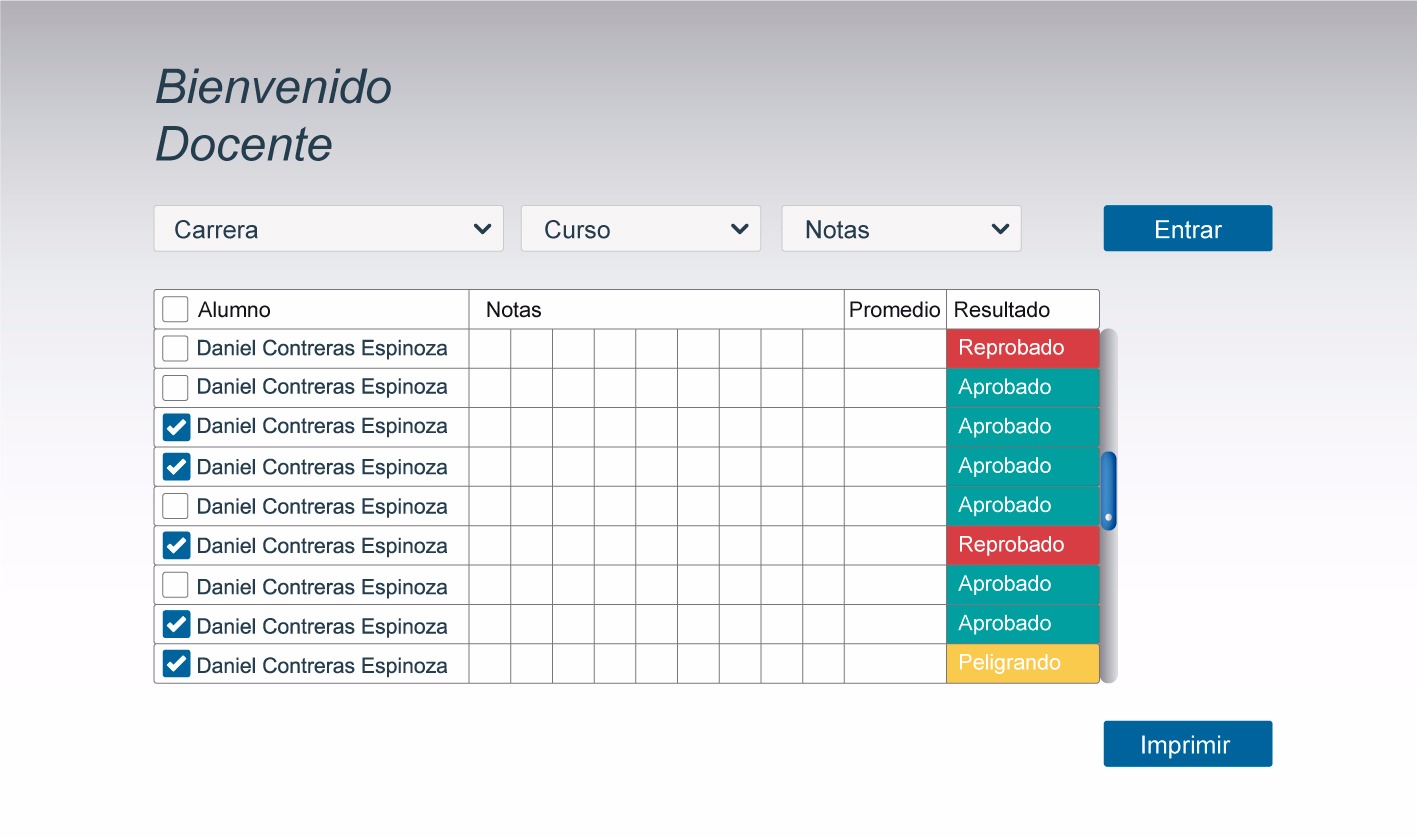 Bienvenido
Docente
Carrera Curso Notas Entrar
Alumno Notas Promedio Resultado
Daniel Contreras Espinoza Reprobado
Daniel Contreras Espinoza Aprobado
Daniel Contreras Espinoza Aprobado
Daniel Contreras Espinoza Aprobado
Daniel Contreras Espinoza Aprobado
Daniel Contreras Espinoza Reprobado
Daniel Contreras Espinoza Aprobado
Daniel Contreras Espinoza Aprobado
Daniel Contreras Espinoza Peligrando
Imprimir